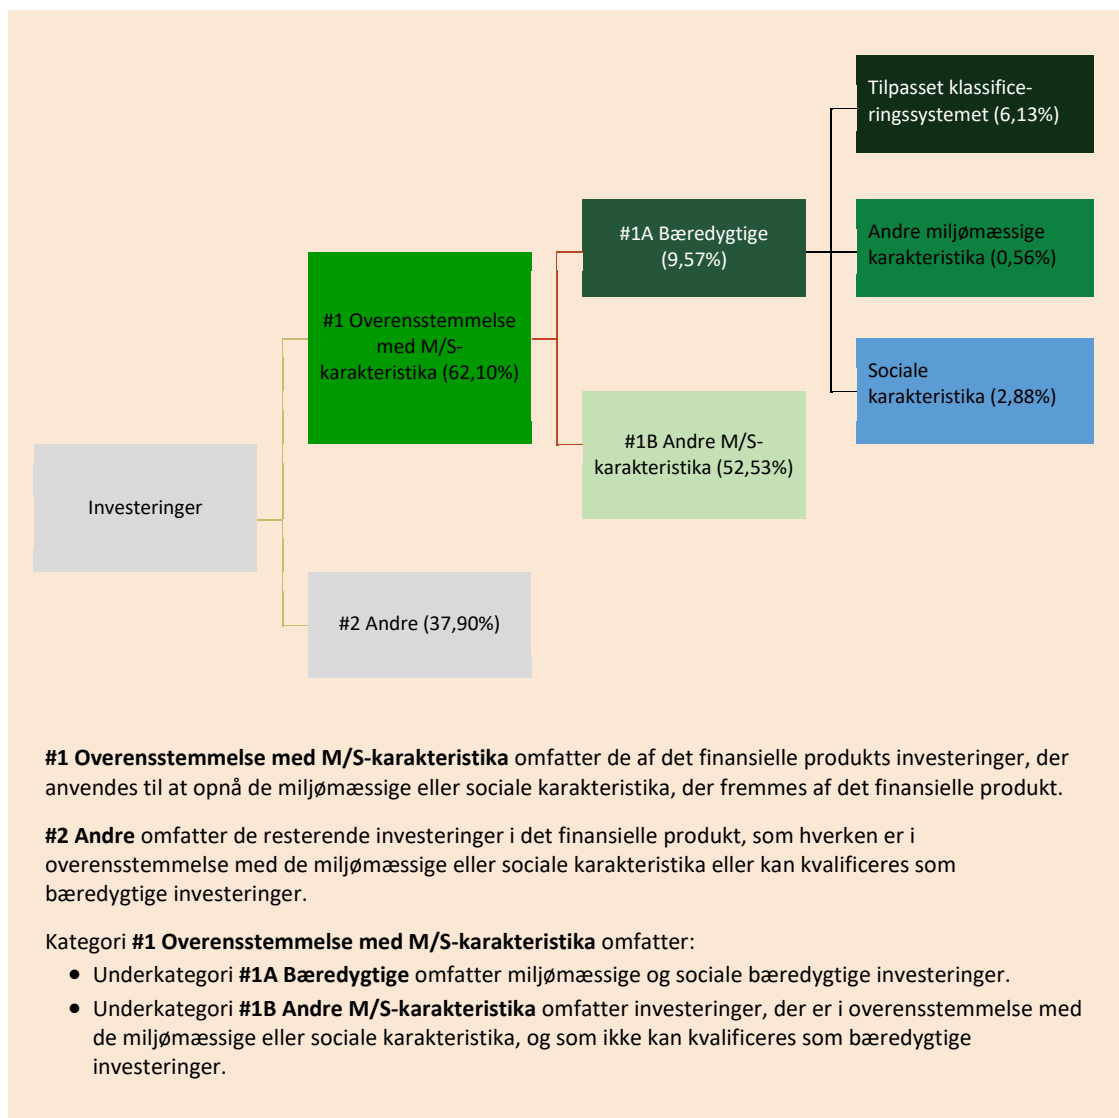 Tilpasset klassifice-
ringssystemet (6,13%)
#1A Bæredygtige
(9,57%)
Andre miljømæssige
karakteristika (0,56%)
#1 Overensstemmelse
med M/S-
karakteristika (62,10%)
Sociale
karakteristika (2,88%)
#1B Andre M/S-
karakteristika (52,53%)
Investeringer
#2 Andre (37,90%)
#1 Overensstemmelse med M/S-karakteristika omfatter de af det finansielle produkts investeringer, der
anvendes til at opnå de miljømæssige eller sociale karakteristika, der fremmes af det finansielle produkt.
#2 Andre omfatter de resterende investeringer i det finansielle produkt, som hverken er i
overensstemmelse med de miljømæssige eller sociale karakteristika eller kan kvalificeres som
bæredygtige investeringer.
Kategori #1 Overensstemmelse med M/S-karakteristika omfatter:
• Underkategori #1A Bæredygtige omfatter miljømæssige og sociale bæredygtige investeringer.
• Underkategori #1B Andre M/S-karakteristika omfatter investeringer, der er i overensstemmelse med
de miljømæssige eller sociale karakteristika, og som ikke kan kvalificeres som bæredygtige
investeringer.